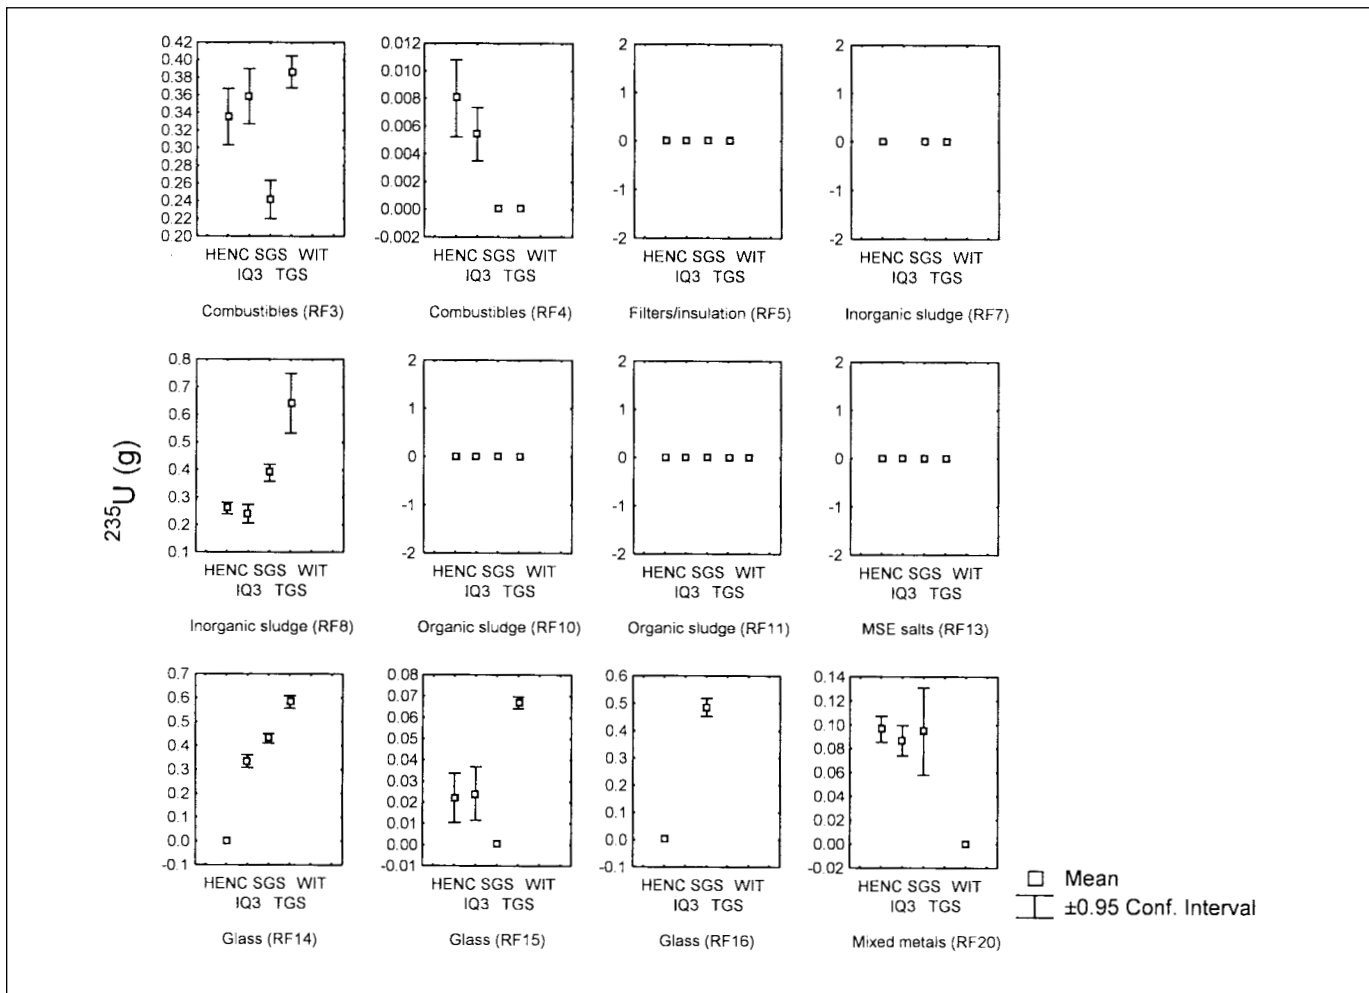 0.42
0.40
0.38
0.36
0.34
0.32
0.30
0.28
0.26
0.24
0.22
0.20
HENC SGS WIT
IQ3 TGS
Combustibles (RF3)
0.012
0.010
0.008
0.006
0.004
0.002
0.000
-0.002
HENC SGS WIT
IQ3 TGS
Combustibles (RF4)
2
1
0
-1
-2
HENC SGS WIT
IQ3 TGS
Filters/insulation (RF5)
2
1
0
-1
-2
HENC SGS WIT
IQ3 TGS
Inorganic sludge (RF7)
235U (g)
0.8
0.7
0.6
0.5
0.4
0.3
0.2
0.1
HENC SGS WIT
IQ3 TGS
Inorganic sludge (RF8)
2
1
0
-1
-2
HENC SGS WIT
IQ3 TGS
Organic sludge (RF10)
2
1
0
-1
-2
HENC SGS WIT
IQ3 TGS
Organic sludge (RF11)
2
1
0
-1
-2
HENC SGS WIT
IQ3 TGS
MSE salts (RF13)
0.7
0.6
0.5
0.4
0.3
0.2
0.1
0.0
-0.1
HENC SGS WIT
IQ3 TGS
Glass (RF14)
0.08
0.07
0.06
0.05
0.04
0.03
0.02
0.01
0.00
-0.01
HENC SGS WIT
IQ3 TGS
Glass (RF15)
0.6
0.5
0.4
0.3
0.2
0.1
0.0
-0.1
HENC SGS WIT
IQ3 TGS
Glass (RF16)
0.14
0.12
0.10
0.08
0.06
0.04
0.02
0.00
-0.02
HENC SGS WIT
IQ3 TGS
Mixed metals (RF20)
Mean
±0.95 Conf. Interval